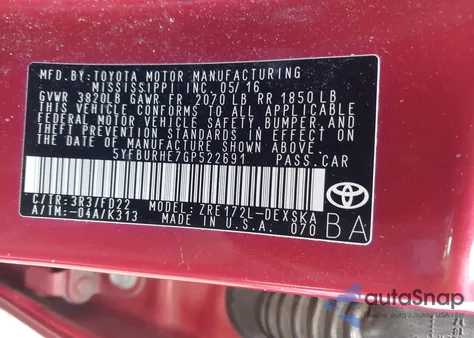 MFD. BY: TOYOTA MOTOR MANUFACTURING
MISSISSIPPI INC. 05/16
GVWR 3820LB GAWR FR 2070 LB RR 1850 LB
THIS VEHICLE CONFORMS TO ALL APPLICABLE
FEDERAL MOTOR VEHICLE SAFETY, BUMPER, AND
THEFT PREVENTION STANDARDS IN EFFECT ON
THE DATE OF MANUFACTURE SHOWN ABOVE.
5YFBURHE7GP522691 PASS.CAR
C/TR:3R3/FD22 MODEL: ZRE172L-DEXSKA
A/TM:-04A/K313 MADE IN U.S.A. 070
TOYOTA
BA
autoSnap